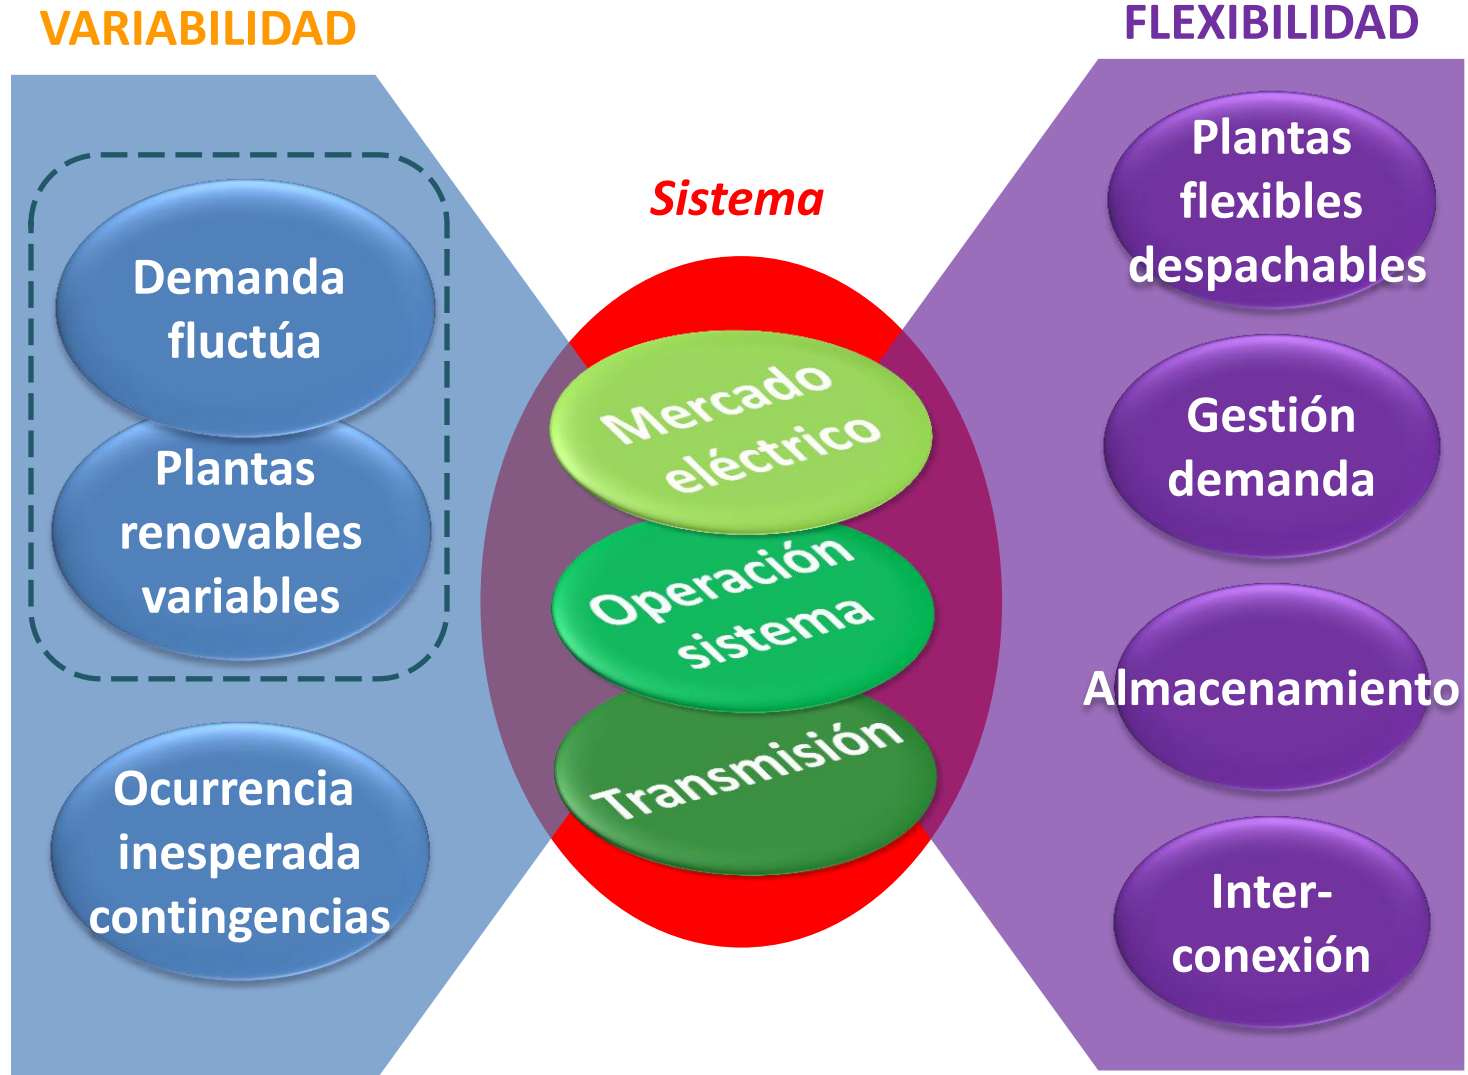 VARIABILIDAD
Demanda
fluctúa
Plantas
renovables
variables
Ocurrencia
inesperada
contingencias
Sistema
Mercado
eléctrico
Operación
sistema
Transmisión
FLEXIBILIDAD
Plantas
flexibles
despachables
Gestión
demanda
Almacenamiento
Inter-
conexión